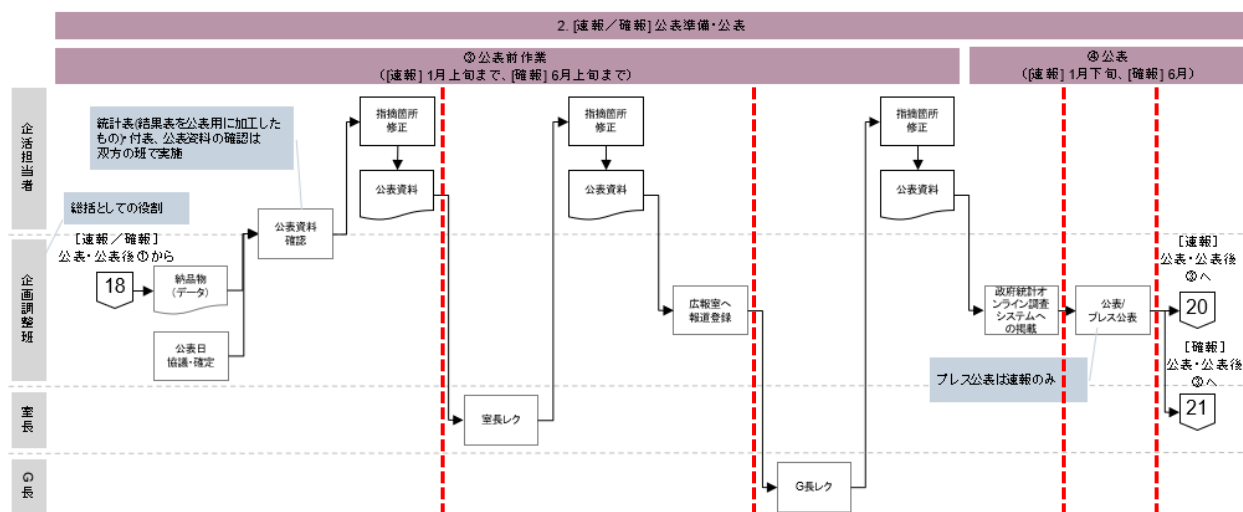 2. [速報／確報] 公表準備・公表
③公表前作業
([速報] 1月上旬まで、[確報] 6月上旬まで)
④公表
([速報] 1月下旬、[確報] 6月)
企活担当者
統計表(結果表を公表用に加工した
もの)・付表、公表資料の確認は
双方の班で実施
指摘箇所
修正
公表資料
指摘箇所
修正
公表資料
指摘箇所
修正
公表資料
総括としての役割
公表資料
確認
企画調整班
[速報／確報]
公表・公表後①から
18
納品物
(データ)
公表日
協議・確定
広報室へ
報道登録
政府統計オ
ンライン調査
システムへ
の掲載
公表/
プレス公表
[速報]
公表・公表後
③へ
20
[確報]
公表・公表後
プレス公表は速報のみ
21
室長
室長レク
G長
G長レク